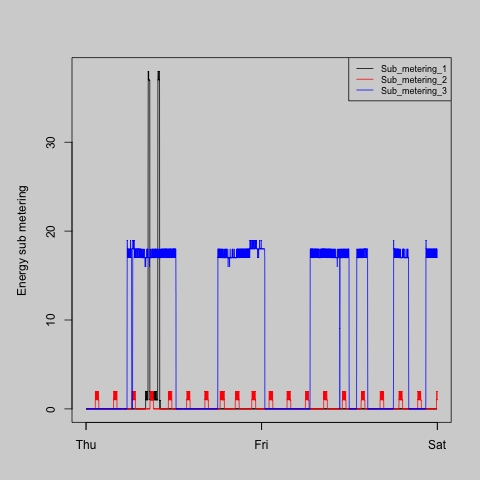 Sub_metering_1
Sub_metering_2
Sub_metering_3
Energy sub metering
30
20
10
0
Thu Fri Sat